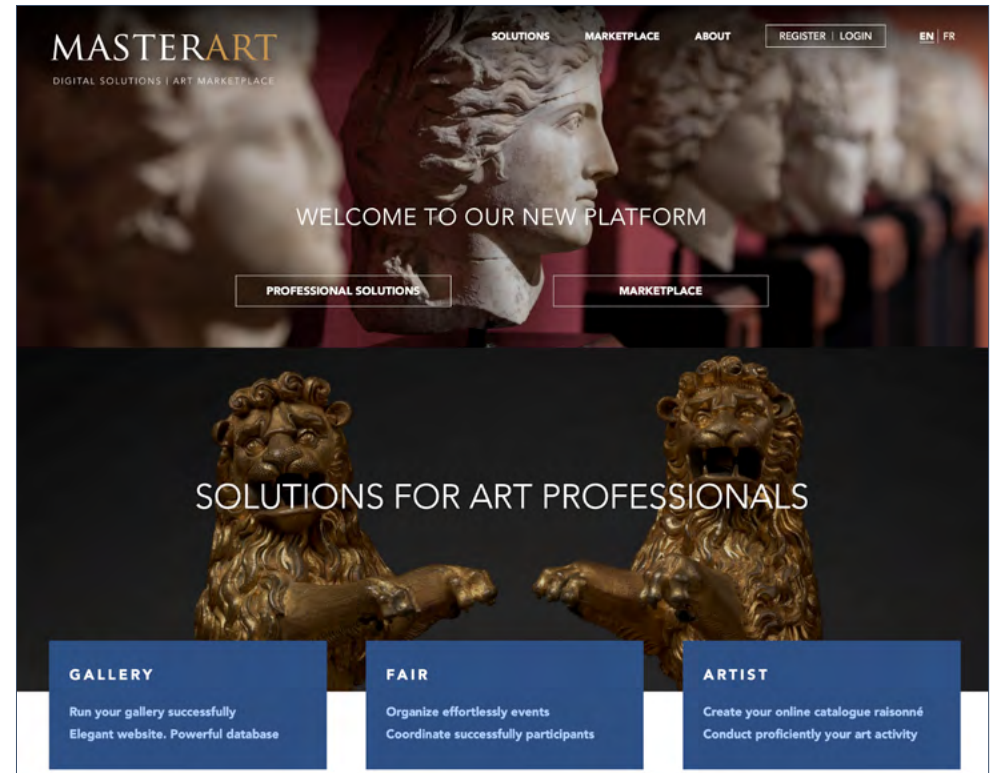 MASTERART
DIGITAL SOLUTIONS | ART MARKETPLACE
SOLUTIONS MARKETPLACE ABOUT REGISTER | LOGIN EN | FR
WELCOME TO OUR NEW PLATFORM
PROFESSIONAL SOLUTIONS MARKETPLACE
SOLUTIONS FOR ART PROFESSIONALS
GALLERY
Run your gallery successfully
Elegant website. Powerful database
FAIR
Organize effortlessly events
Coordinate successfully participants
ARTIST
Create your online catalogue raisonné
Conduct proficiently your art activity